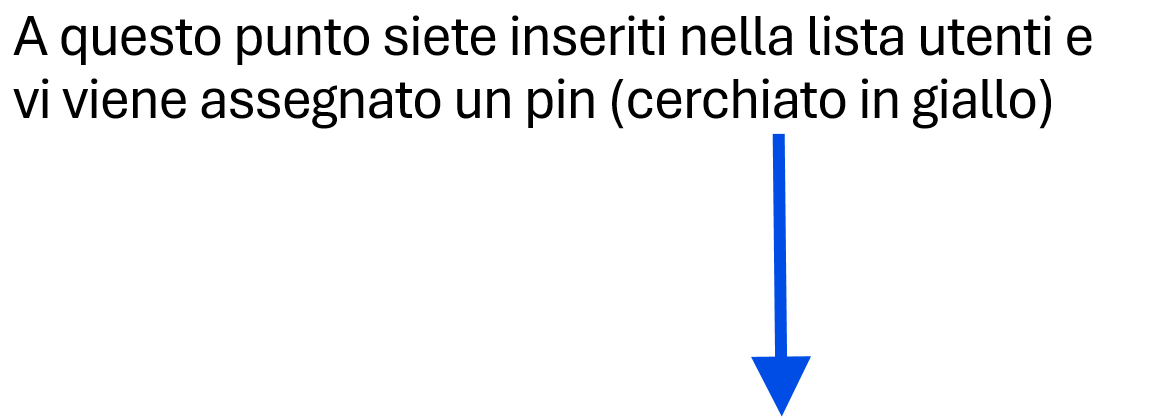 A questo punto siete inseriti nella lista utenti e
vi viene assegnato un pin (cerchiato in giallo)